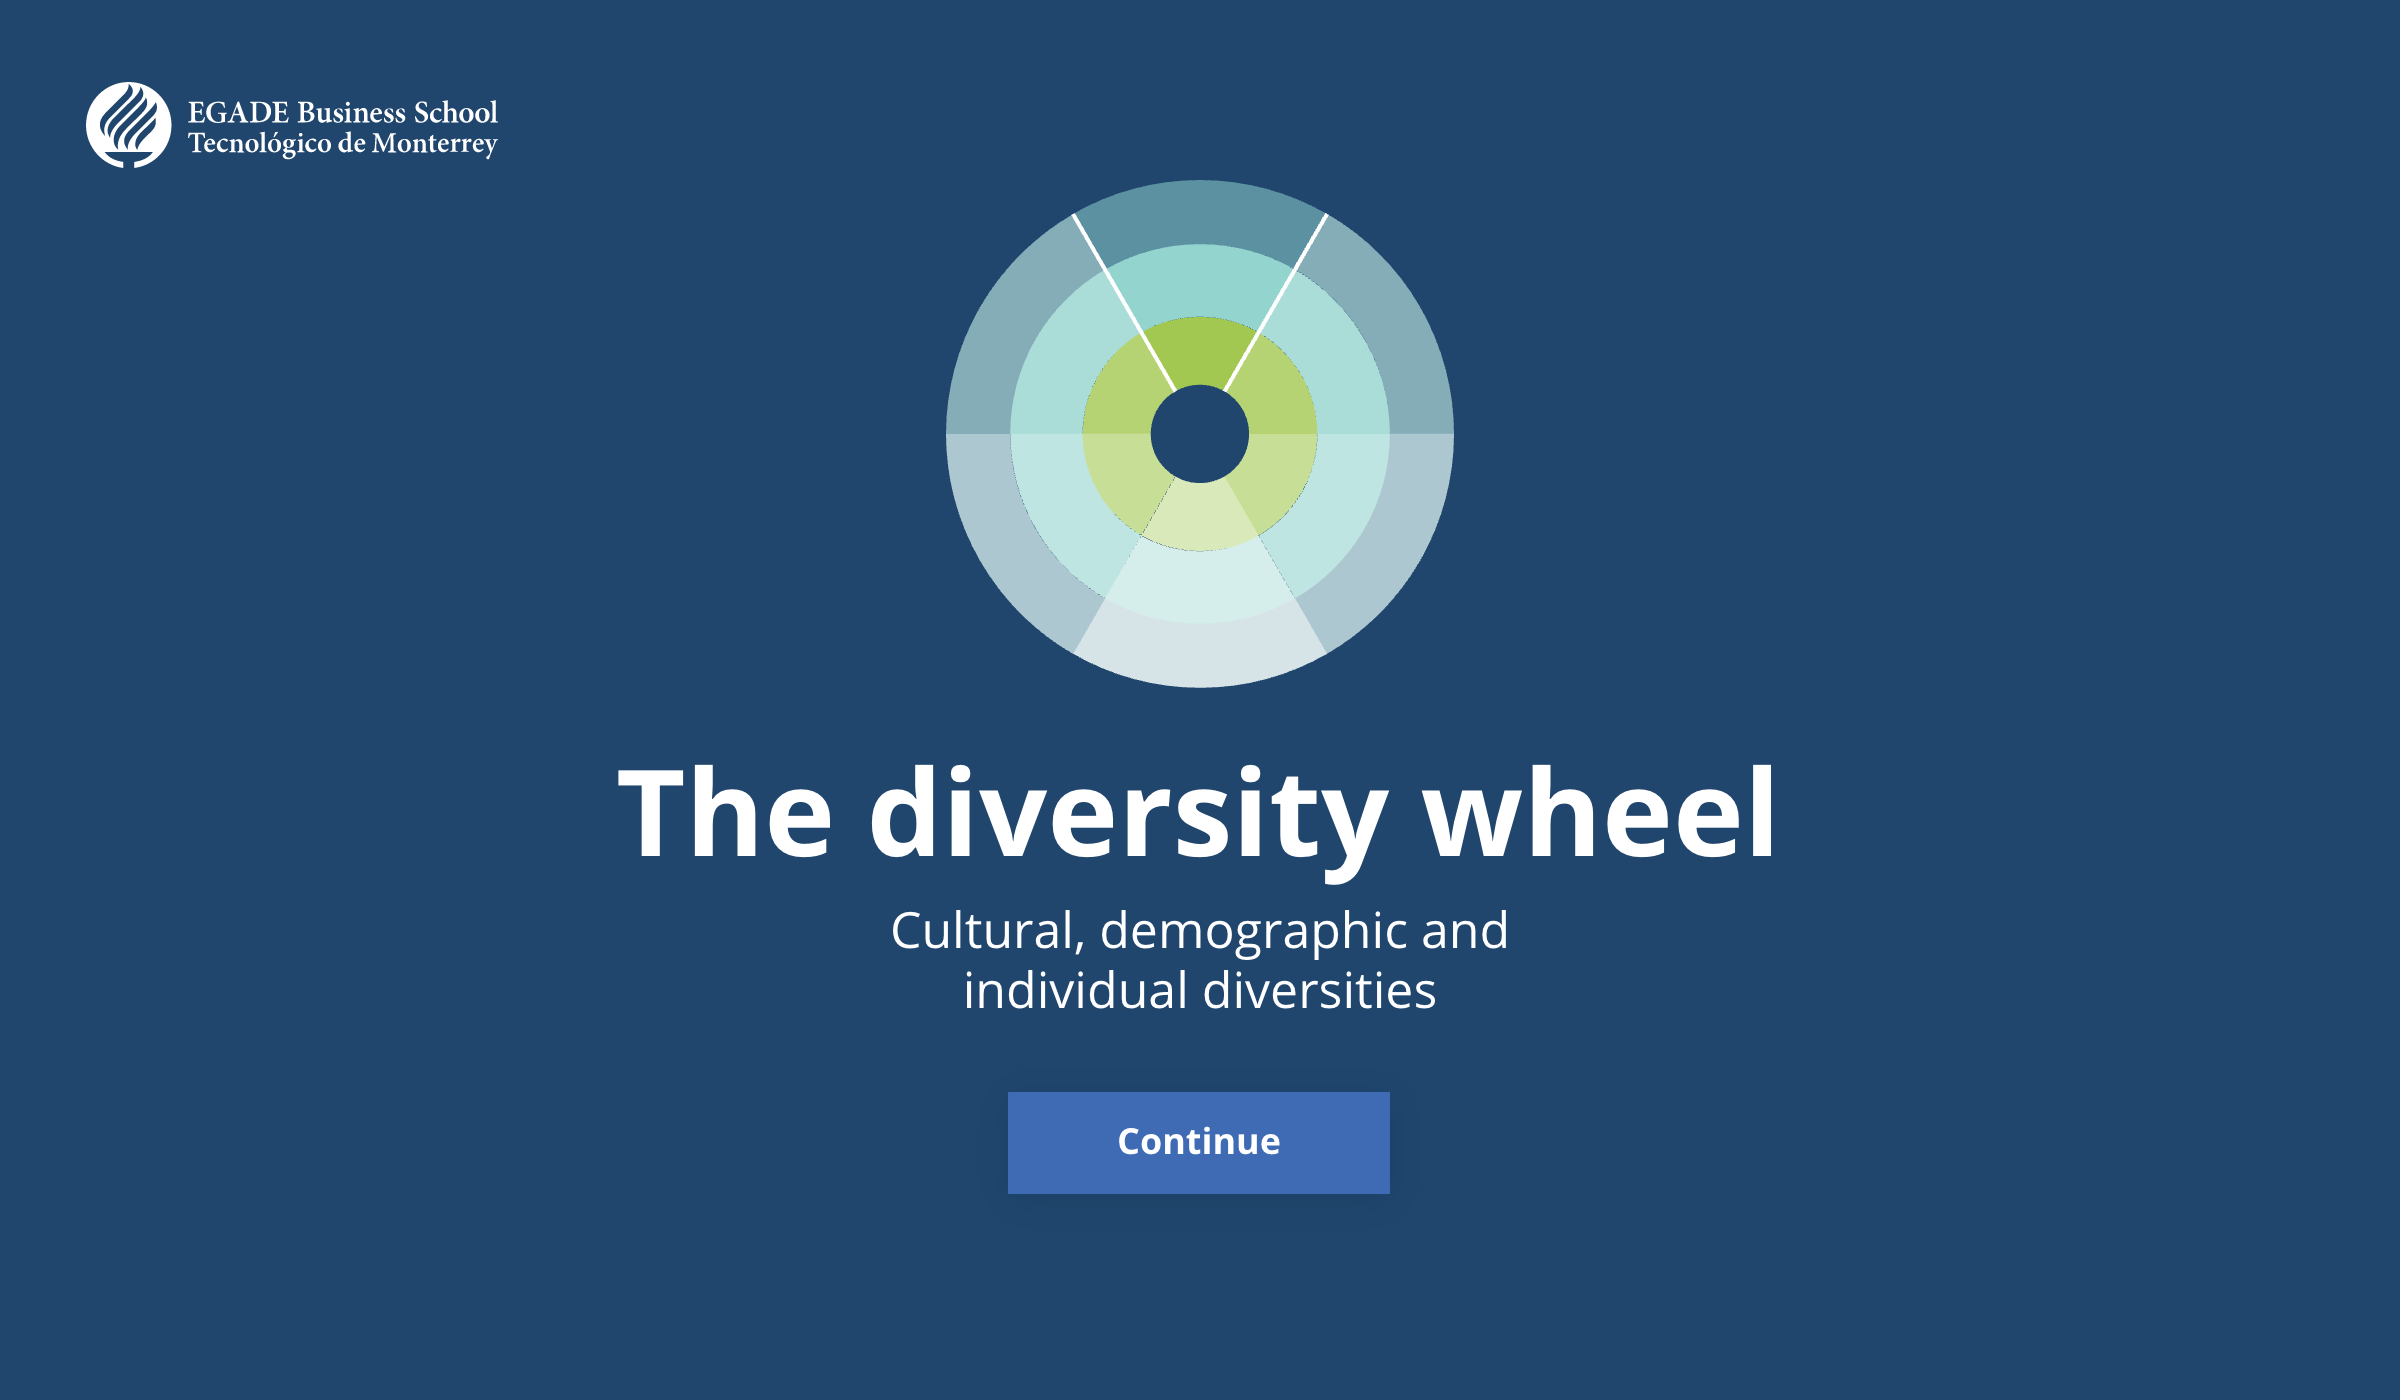 EGADE Business School
Tecnológico de Monterrey
The diversity wheel
Cultural, demographic and
individual diversities
Continue